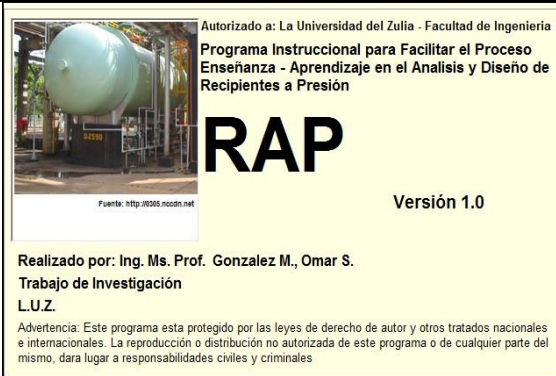 Autorizado a: La Universidad del Zulia - Facultad de Ingenieria
Programa Instruccional para Facilitar el Proceso
Enseñanza - Aprendizaje en el Analisis y Diseño de
Recipientes a Presión
RAP
D-2590
Fuente: http://0305.nccdn.net
Versión 1.0
Realizado por: Ing. Ms. Prof. Gonzalez M., Omar S.
Trabajo de Investigación
L.U.Z.
Advertencia: Este programa esta protegido por las leyes de derecho de autor y otros tratados nacionales
e internacionales. La reproducción o distribución no autorizada de este programa o de cualquier parte del
mismo, dara lugar a responsabilidades civiles y criminales